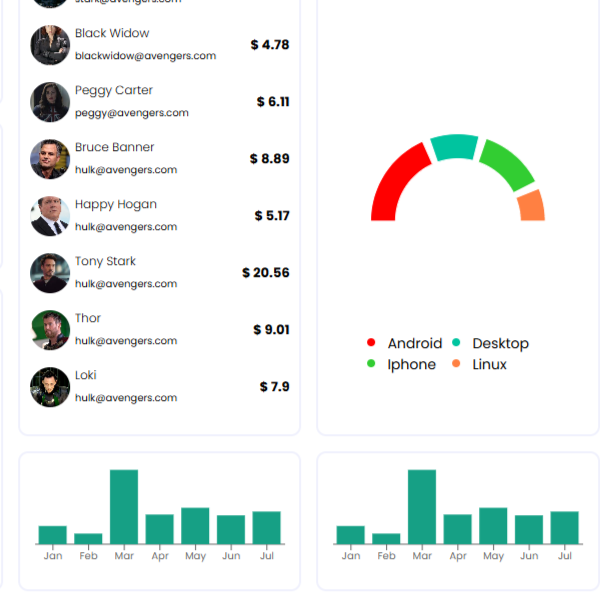 stark@avengers.com
Black Widow
blackwidow@avengers.com
$ 4.78
Peggy Carter
peggy@avengers.com
$ 6.11
Bruce Banner
hulk@avengers.com
$ 8.89
Happy Hogan
hulk@avengers.com
$ 5.17
Tony Stark
hulk@avengers.com
$ 20.56
Thor
hulk@avengers.com
$ 9.01
Loki
hulk@avengers.com
$ 7.9
Android Desktop
Iphone Linux
Jan Feb Mar Apr May Jun Jul
Jan Feb Mar Apr May Jun Jul